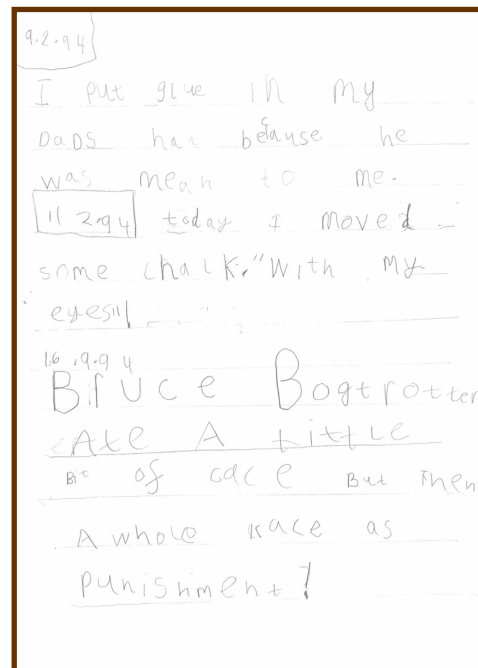 9.2.94
I put glue in my
DaDS hat because he
was mean to me.
11 2.94 today I moved
some chalk."With my
eyes"!
16.9.94
Bruce Bogtrotter
Ate A little
Bit of cace But Then
A whole Kace as
punishment!